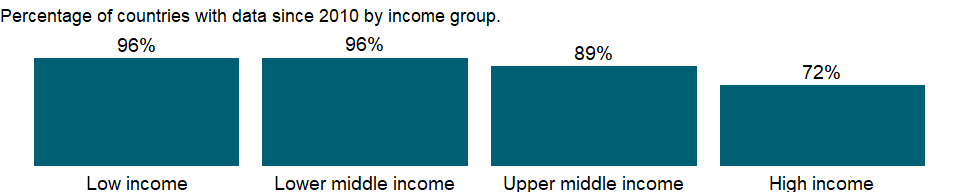 Percentage of countries with data since 2010 by income group.
96%
96%
89%
72%
Low income
Lower middle income
Upper middle income
High income